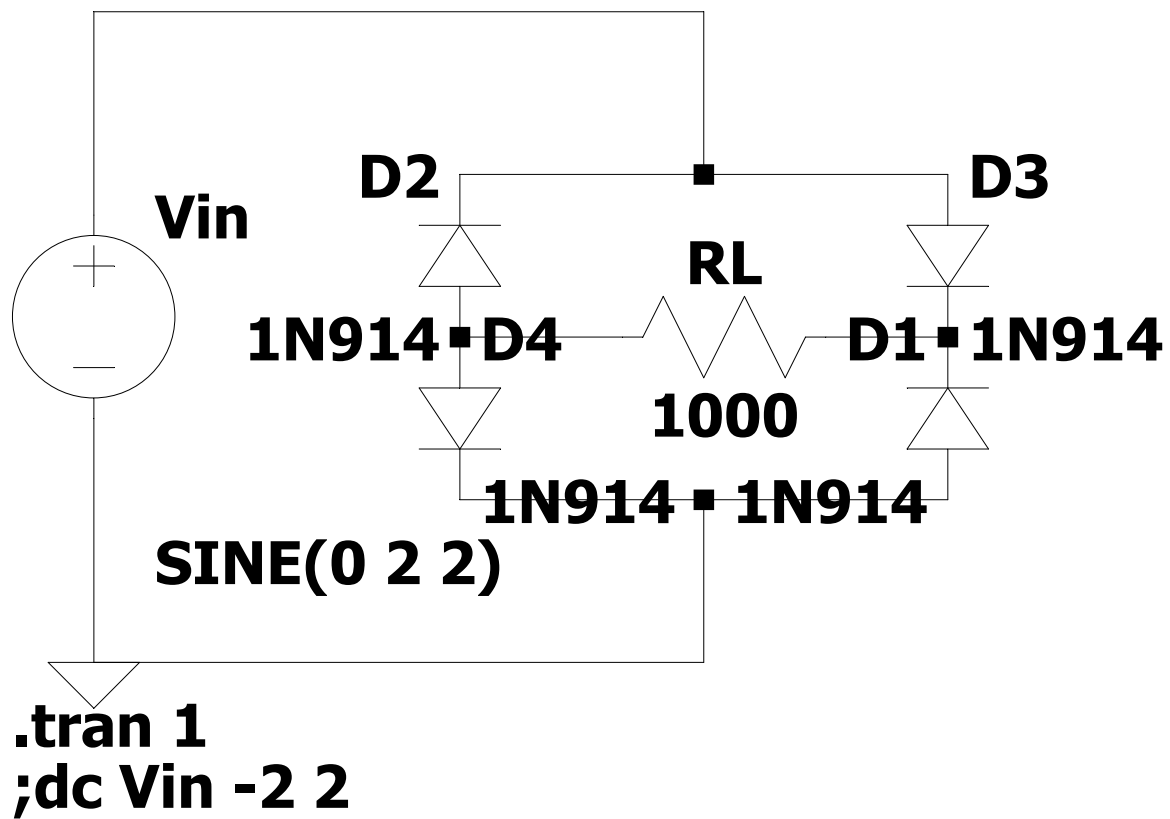 D2
D3
Vin
RL
1N914
D4
D1
1N914
1000
1N914
1N914
SINE(0 2 2)
.tran 1
;dc Vin -2 2